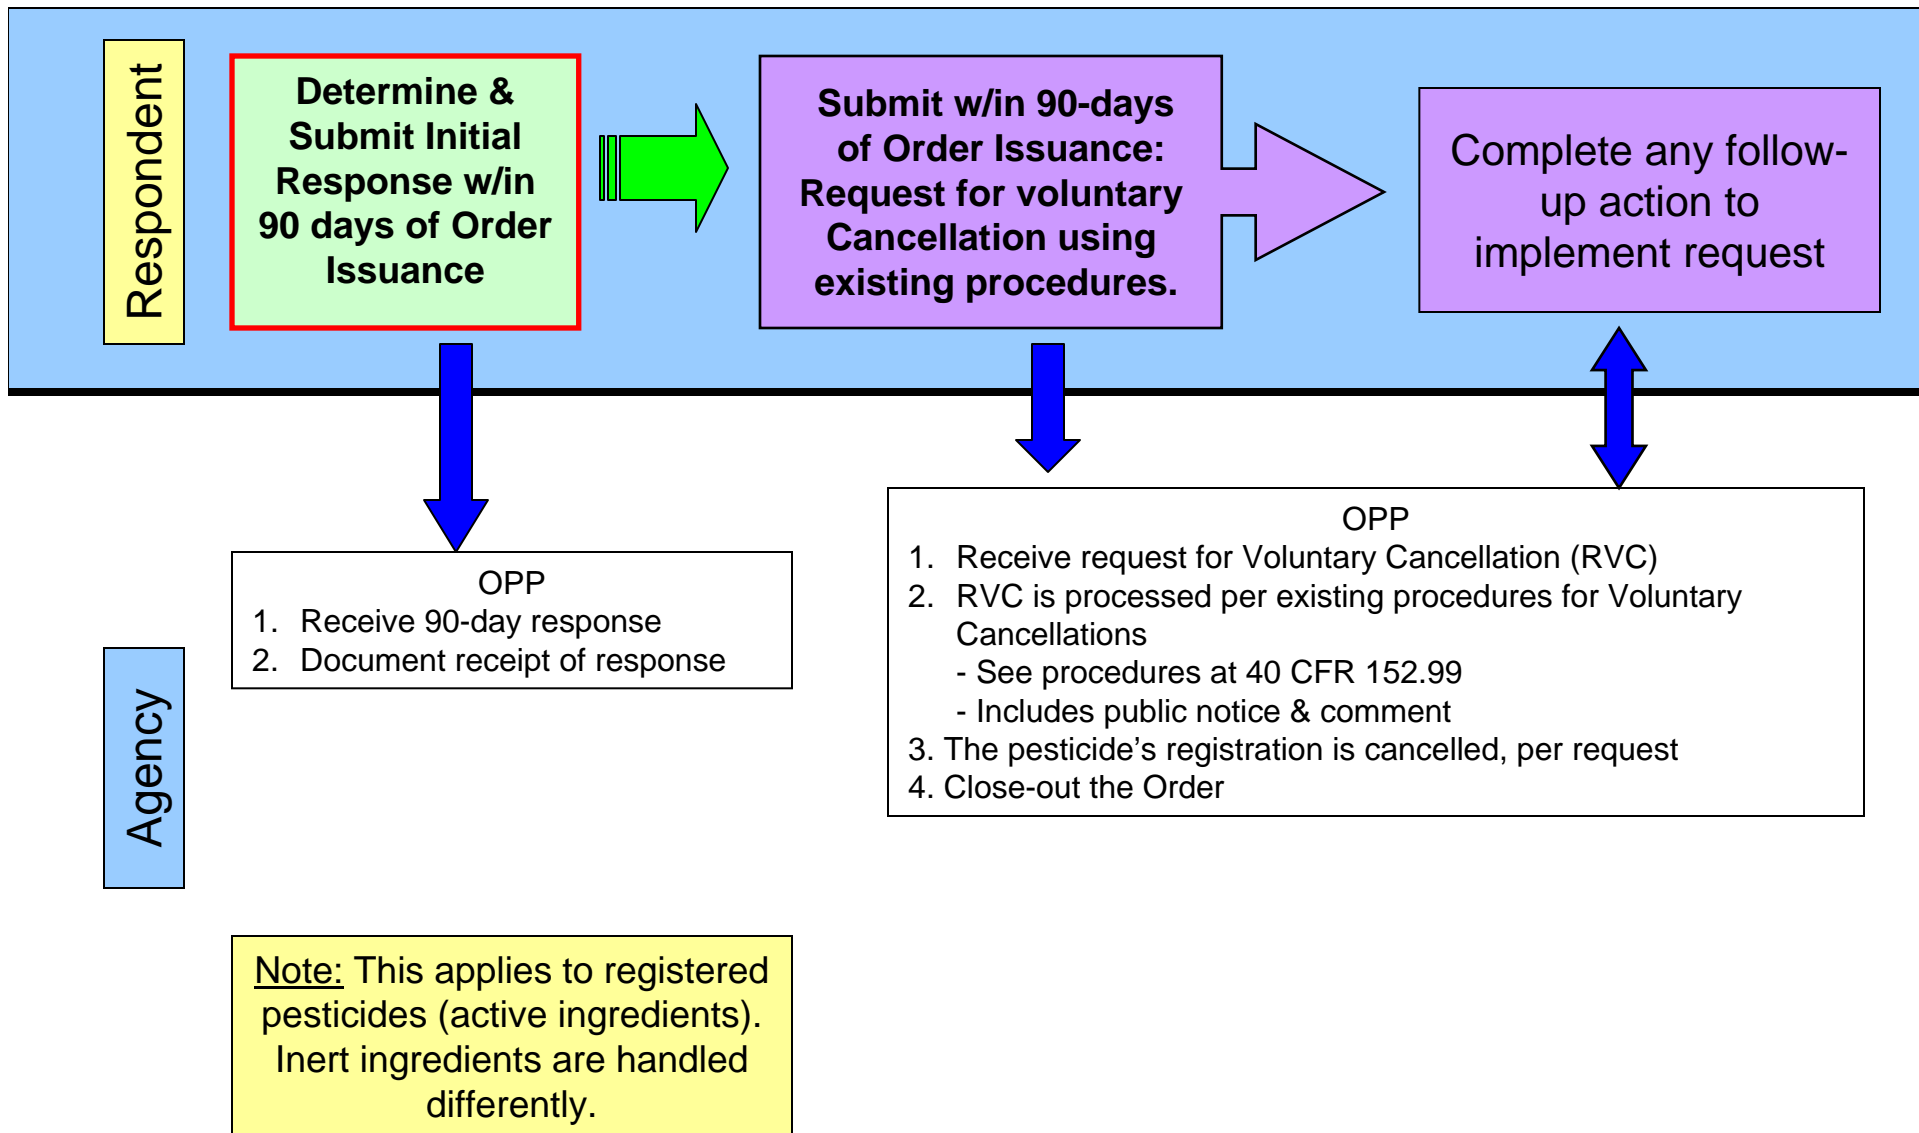 Respondent
Determine &
Submit Initial
Response w/in
90 days of Order
Issuance
Submit w/in 90-days
of Order Issuance:
Request for voluntary
Cancellation using
existing procedures.
Complete any follow-
up action to
implement request
Agency
OPP
1. Receive 90-day response
2. Document receipt of response
OPP
1. Receive request for Voluntary Cancellation (RVC)
2. RVC is processed per existing procedures for Voluntary
Cancellations
- See procedures at 40 CFR 152.99
- Includes public notice & comment
3. The pesticide’s registration is cancelled, per request
4. Close-out the Order
Note: This applies to registered
pesticides (active ingredients).
Inert ingredients are handled
differently.